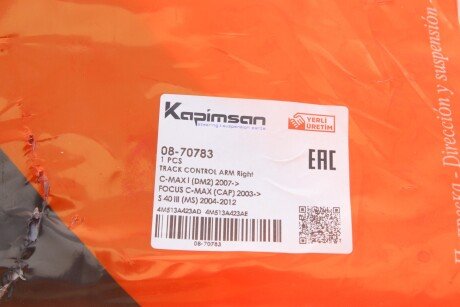 Kapimsan
steering & suspension parts
YERLİ
ÜRETİM
08-70783
1 PCS
TRACK CONTROL ARM Right
C-MAX I (DM2) 2007->
FOCUS C-MAX (CAP) 2003->
S 40 III (MS) 2004-2012
4M513A423AD 4M513A423AE
08-70783
EAC
- Dirección y suspensión -